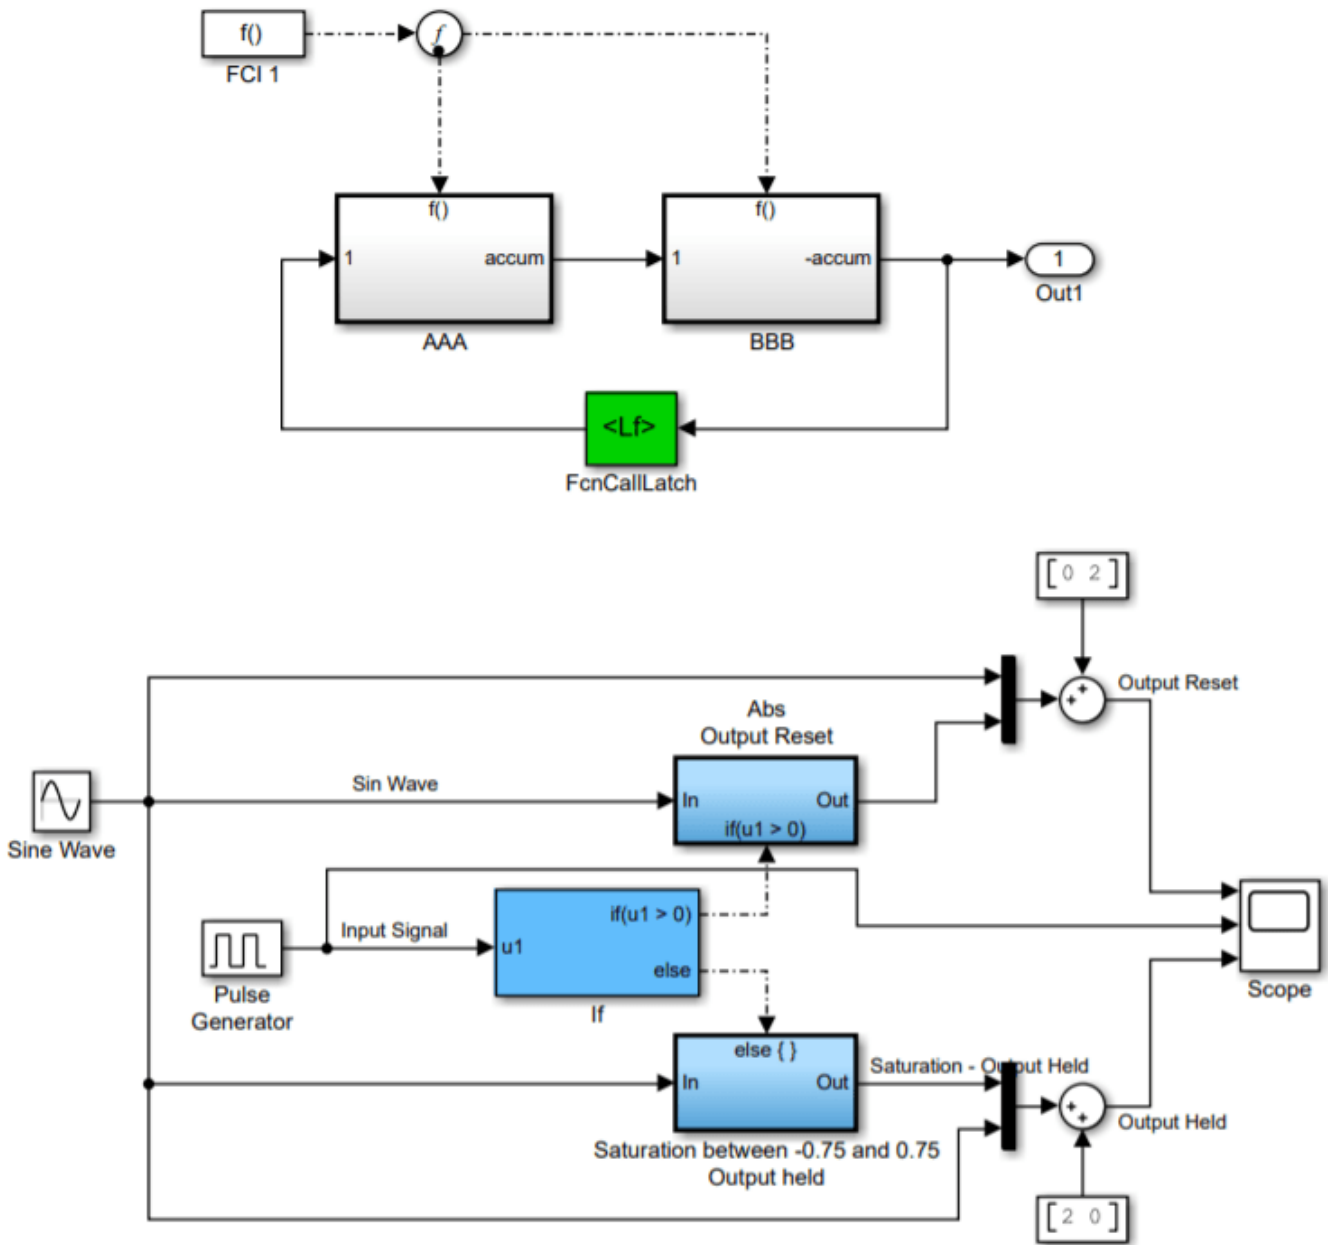 f()
f
FCI 1
f()
f()
1
accum
1
-accum
1
Out1
AAA
BBB
<Lf>
FcnCallLatch
[ 0 2 ]
Output Reset
Abs
Output Reset
Sin Wave
In
Out
if(u1 > 0)
Sine Wave
if(u1 > 0)
Input Signal
u1
else
Pulse
Generator
If
Scope
else { }
Saturation - Output Held
In
Out
Output Held
Saturation between -0.75 and 0.75
Output held
[ 2 0 ]